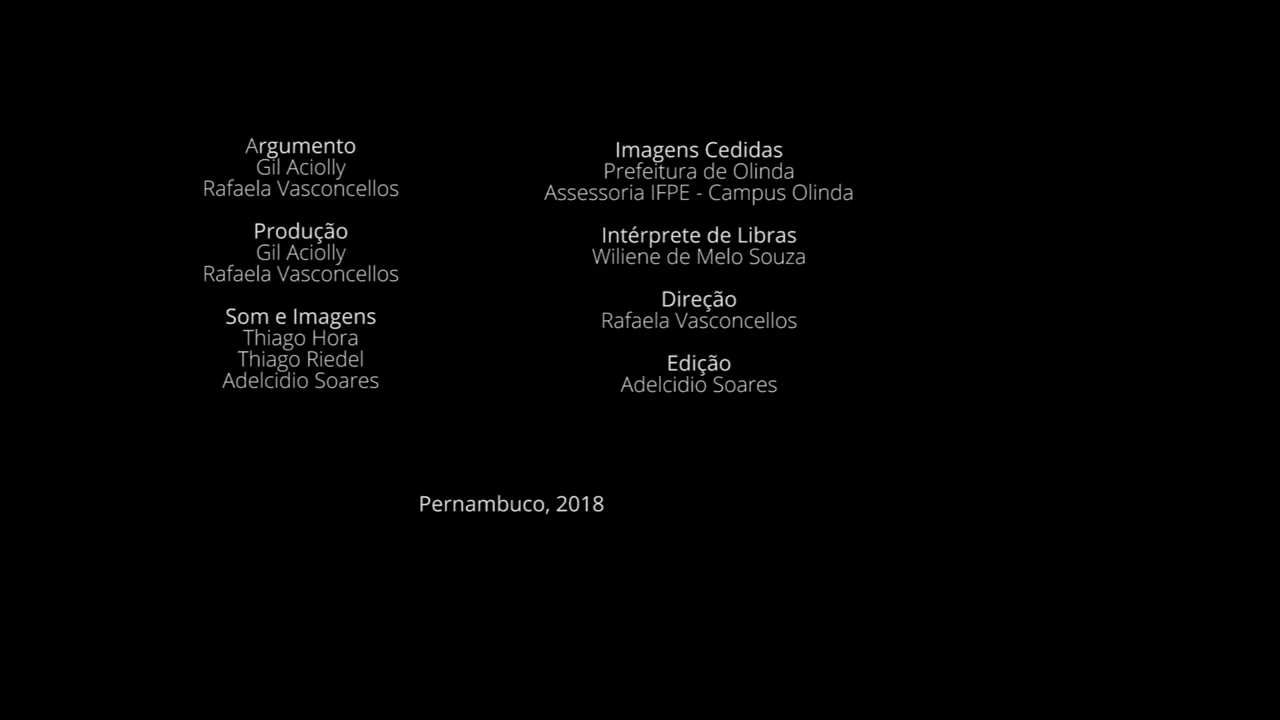 Argumento
Gil Aciolly
Rafaela Vasconcellos
Produção
Gil Aciolly
Rafaela Vasconcellos
Som e Imagens
Thiago Hora
Thiago Riedel
Adelcidio Soares
Imagens Cedidas
Prefeitura de Olinda
Assessoria IFPE - Campus Olinda
Intérprete de Libras
Wiliene de Melo Souza
Direção
Rafaela Vasconcellos
Edição
Adelcidio Soares
Pernambuco, 2018